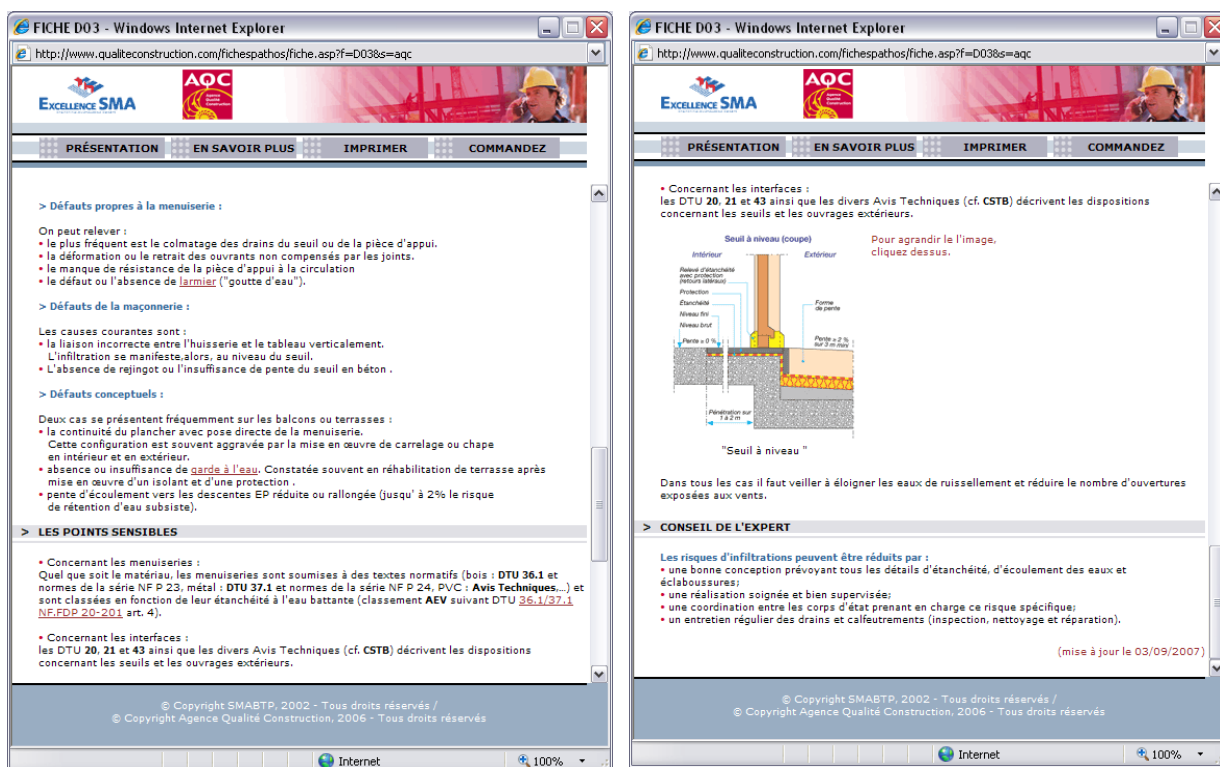 FICHE D03 - Windows Internet Explorer
http://www.qualiteconstruction.com/fichespathos/fiche.asp?f=D03&s=aqc
EXCELLENCE SMA
AQC
Agence
Qualité
Construction
PRÉSENTATION
EN SAVOIR PLUS
IMPRIMER
COMMANDEZ
> Défauts propres à la menuiserie :
On peut relever :
• le plus fréquent est le colmatage des drains du seuil ou de la pièce d'appui.
• la déformation ou le retrait des ouvrants non compensés par les joints.
• le manque de résistance de la pièce d'appui à la circulation
• le défaut ou l'absence de larmier ("goutte d'eau").
> Défauts de la maçonnerie :
Les causes courantes sont :
• la liaison incorrecte entre l'huisserie et le tableau verticalement.
L'infiltration se manifeste,alors, au niveau du seuil.
• L'absence de rejingot ou l'insuffisance de pente du seuil en béton .
> Défauts conceptuels :
Deux cas se présentent fréquemment sur les balcons ou terrasses :
• la continuité du plancher avec pose directe de la menuiserie.
Cette configuration est souvent aggravée par la mise en œuvre de carrelage ou chape
en intérieur et en extérieur.
• absence ou insuffisance de garde à l'eau. Constatée souvent en réhabilitation de terrasse après
mise en œuvre d'un isolant et d'une protection .
• pente d'écoulement vers les descentes EP réduite ou rallongée (jusqu' à 2% le risque
de rétention d'eau subsiste).
> LES POINTS SENSIBLES
• Concernant les menuiseries :
Quel que soit le matériau, les menuiseries sont soumises à des textes normatifs (bois : DTU 36.1 et
normes de la série NF P 23, métal : DTU 37.1 et normes de la série NF P 24, PVC : Avis Techniques,...) et
sont classées en fonction de leur étanchéité à l'eau battante (classement AEV suivant DTU 36.1/37.1
NF.FDP 20-201 art. 4).
• Concernant les interfaces :
les DTU 20, 21 et 43 ainsi que les divers Avis Techniques (cf. CSTB) décrivent les dispositions
concernant les seuils et les ouvrages extérieurs.
© Copyright SMABTP, 2002 - Tous droits réservés /
© Copyright Agence Qualité Construction, 2006 - Tous droits réservés
Internet
100%
FICHE D03 - Windows Internet Explorer
http://www.qualiteconstruction.com/fichespathos/fiche.asp?f=D03&s=aqc
EXCELLENCE SMA
AQC
Agence
Qualité
Construction
PRÉSENTATION
EN SAVOIR PLUS
IMPRIMER
COMMANDEZ
• Concernant les interfaces :
les DTU 20, 21 et 43 ainsi que les divers Avis Techniques (cf. CSTB) décrivent les dispositions
concernant les seuils et les ouvrages extérieurs.
Seuil à niveau (coupe)
Intérieur
Extérieur
Relevé d'étanchéité
avec protection
(retours latéraux)
Protection
Étanchéité
Niveau fini
Niveau brut
Pente = 0 %
Forme
de pente
Pente = 2 %
sur 3 m mini
Pénétration sur
1 à 2 m
Pour agrandir le l'image,
cliquez dessus.
"Seuil à niveau "
Dans tous les cas il faut veiller à éloigner les eaux de ruissellement et réduire le nombre d'ouvertures
exposées aux vents.
> CONSEIL DE L'EXPERT
Les risques d'infiltrations peuvent être réduits par :
• une bonne conception prévoyant tous les détails d'étanchéité, d'écoulement des eaux et
éclaboussures;
• une réalisation soignée et bien supervisée;
• une coordination entre les corps d'état prenant en charge ce risque spécifique;
• un entretien régulier des drains et calfeutrements (inspection, nettoyage et réparation).
(mise à jour le 03/09/2007)
© Copyright SMABTP, 2002 - Tous droits réservés /
© Copyright Agence Qualité Construction, 2006 - Tous droits réservés
Internet
100%